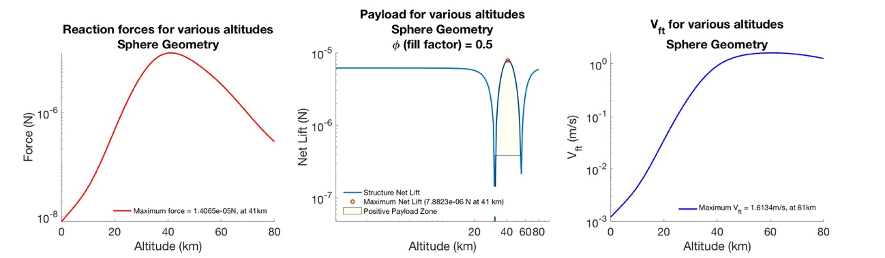 Reaction forces for various altitudes
Sphere Geometry
Force (N)
10^-6
10^-8
Maximum force = 1.4065e-05N, at 41km
0 20 40 60 80
Altitude (km)
Payload for various altitudes
Sphere Geometry
ϕ (fill factor) = 0.5
Net Lift (N)
10^-5
10^-6
10^-7
Structure Net Lift
Maximum Net Lift (7.8823e-06 N at 41 km)
Positive Payload Zone
20 40 60 80
Altitude (km)
V_ft for various altitudes
Sphere Geometry
V_ft (m/s)
10^0
10^-1
10^-2
10^-3
Maximum V_ft = 1.6134m/s, at 61km
0 20 40 60 80
Altitude (km)